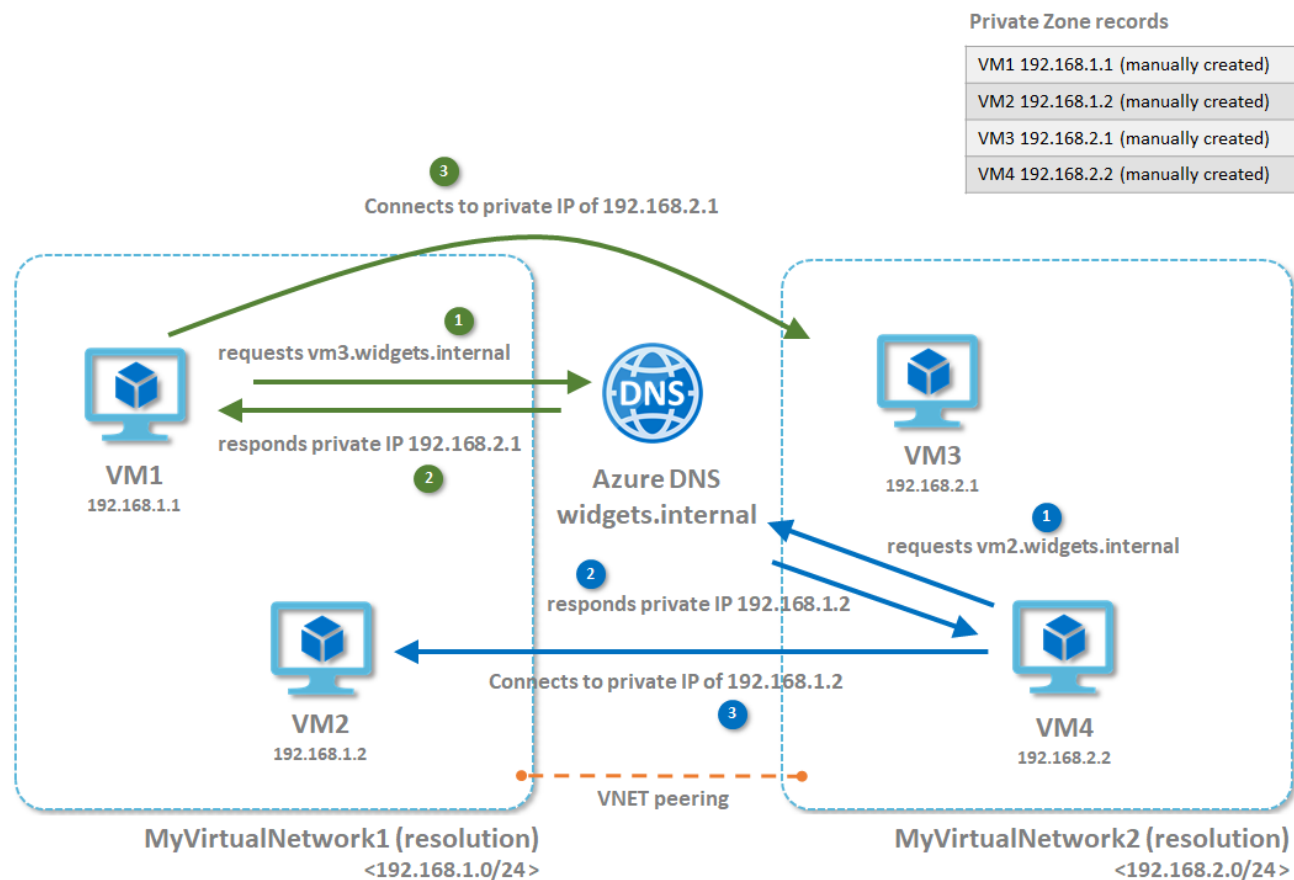 Private Zone records
VM1 192.168.1.1 (manually created)
VM2 192.168.1.2 (manually created)
VM3 192.168.2.1 (manually created)
VM4 192.168.2.2 (manually created)
3
Connects to private IP of 192.168.2.1
1
requests vm3.widgets.internal
responds private IP 192.168.2.1
2
VM1
192.168.1.1
DNS
Azure DNS
widgets.internal
VM3
192.168.2.1
1
requests vm2.widgets.internal
2
responds private IP 192.168.1.2
Connects to private IP of 192.168.1.2
3
VM2
192.168.1.2
VM4
192.168.2.2
VNET peering
MyVirtualNetwork1 (resolution)
<192.168.1.0/24>
MyVirtualNetwork2 (resolution)
<192.168.2.0/24>